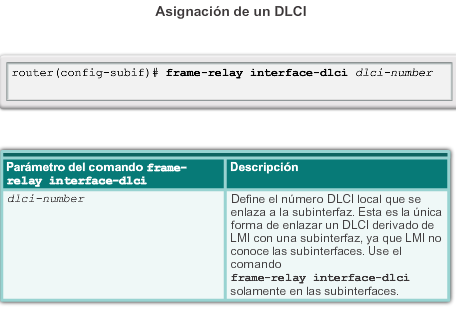 Asignación de un DLCI
router(config-subif)# frame-relay interface-dlci dlci-number
Parámetro del comando frame-
relay interface-dlci
Descripción
dlci-number
Define el número DLCI local que se
enlaza a la subinterfaz. Esta es la única
forma de enlazar un DLCI derivado de
LMI con una subinterfaz, ya que LMI no
conoce las subinterfaces. Use el
comando
frame-relay interface-dlci
solamente en las subinterfaces.